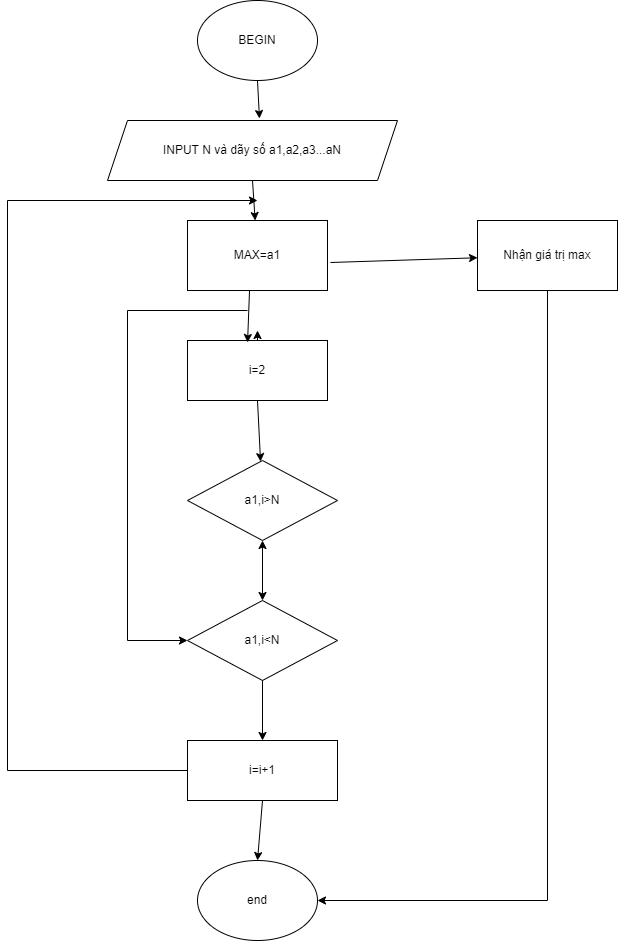 BEGIN
INPUT N và dãy số a1,a2,a3...aN
MAX=a1
Nhận giá trị max
i=2
a1,i>N
a1,i<N
i=i+1
end